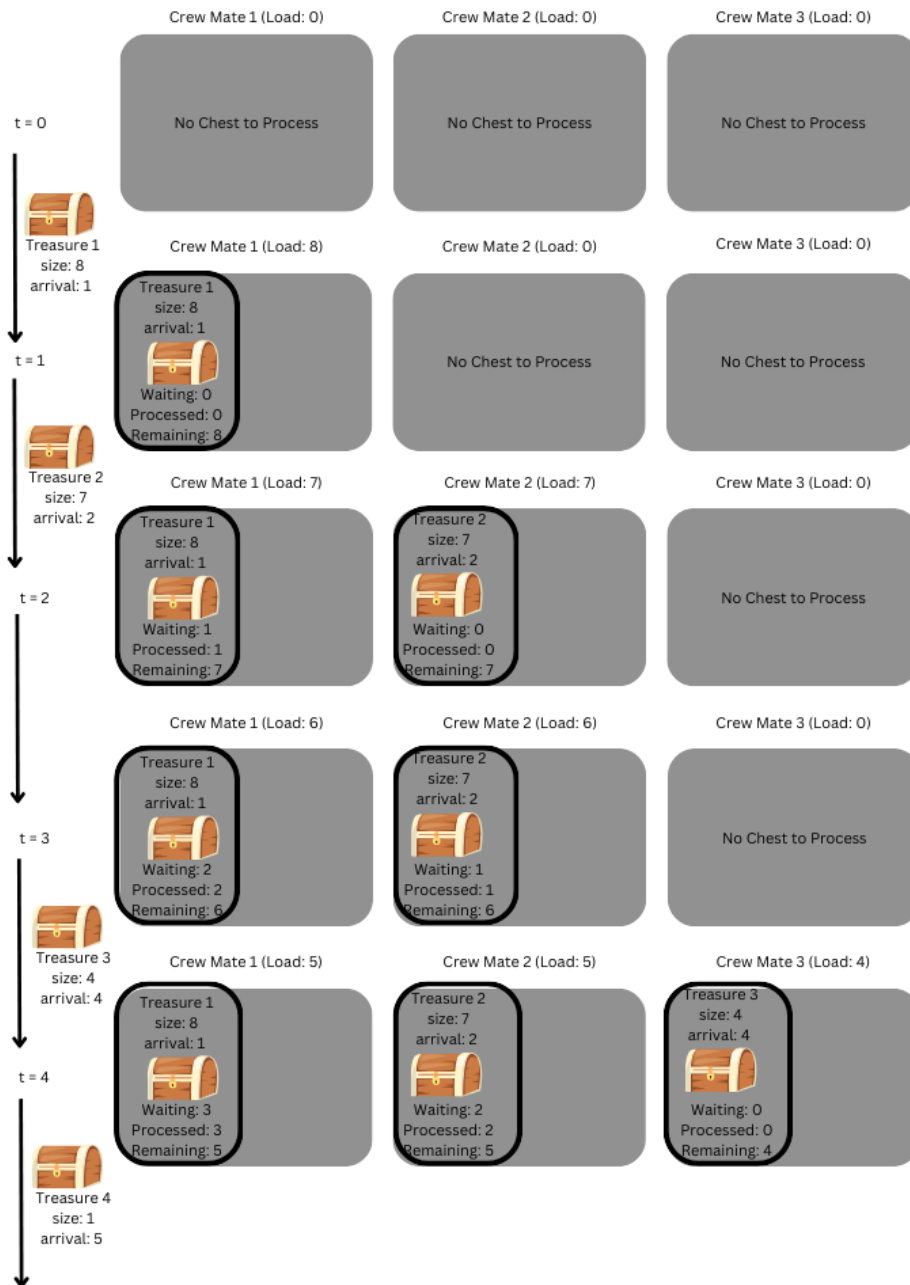 Crew Mate 1 (Load: 0)
Crew Mate 2 (Load: 0)
Crew Mate 3 (Load: 0)
t = 0
No Chest to Process
No Chest to Process
No Chest to Process
Treasure 1
size: 8
arrival: 1
Crew Mate 1 (Load: 8)
Crew Mate 2 (Load: 0)
Crew Mate 3 (Load: 0)
t = 1
Treasure 1
size: 8
arrival: 1
Waiting: 0
Processed: 0
Remaining: 8
No Chest to Process
No Chest to Process
Treasure 2
size: 7
arrival: 2
Crew Mate 1 (Load: 7)
Crew Mate 2 (Load: 7)
Crew Mate 3 (Load: 0)
t = 2
Treasure 1
size: 8
arrival: 1
Waiting: 1
Processed: 1
Remaining: 7
Treasure 2
size: 7
arrival: 2
Waiting: 0
Processed: 0
Remaining: 7
No Chest to Process
Crew Mate 1 (Load: 6)
Crew Mate 2 (Load: 6)
Crew Mate 3 (Load: 0)
t = 3
Treasure 1
size: 8
arrival: 1
Waiting: 2
Processed: 2
Remaining: 6
Treasure 2
size: 7
arrival: 2
Waiting: 1
Processed: 1
Remaining: 6
No Chest to Process
Treasure 3
size: 4
arrival: 4
Crew Mate 1 (Load: 5)
Crew Mate 2 (Load: 5)
Crew Mate 3 (Load: 4)
t = 4
Treasure 1
size: 8
arrival: 1
Waiting: 3
Processed: 3
Remaining: 5
Treasure 2
size: 7
arrival: 2
Waiting: 2
Processed: 2
Remaining: 5
Treasure 3
size: 4
arrival: 4
Waiting: 0
Processed: 0
Remaining: 4
Treasure 4
size: 1
arrival: 5